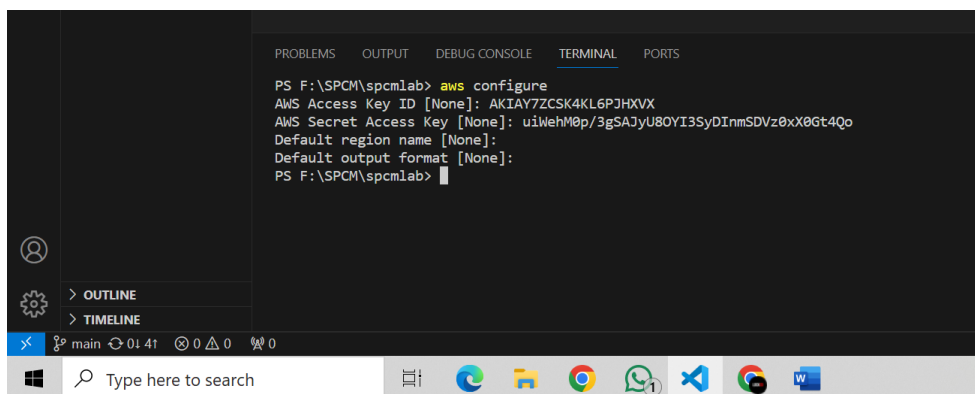 PROBLEMS OUTPUT DEBUG CONSOLE TERMINAL PORTS
PS F:\SPCM\spcmlab> aws configure
AWS Access Key ID [None]: AKIAY7ZCSK4KL6PJHXVX
AWS Secret Access Key [None]: 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
Default region name [None]:
Default output format [None]:
PS F:\SPCM\spcmlab>
OUTLINE
TIMELINE
main 0↓ 4↑ 0 0 0
Type here to search
1
W